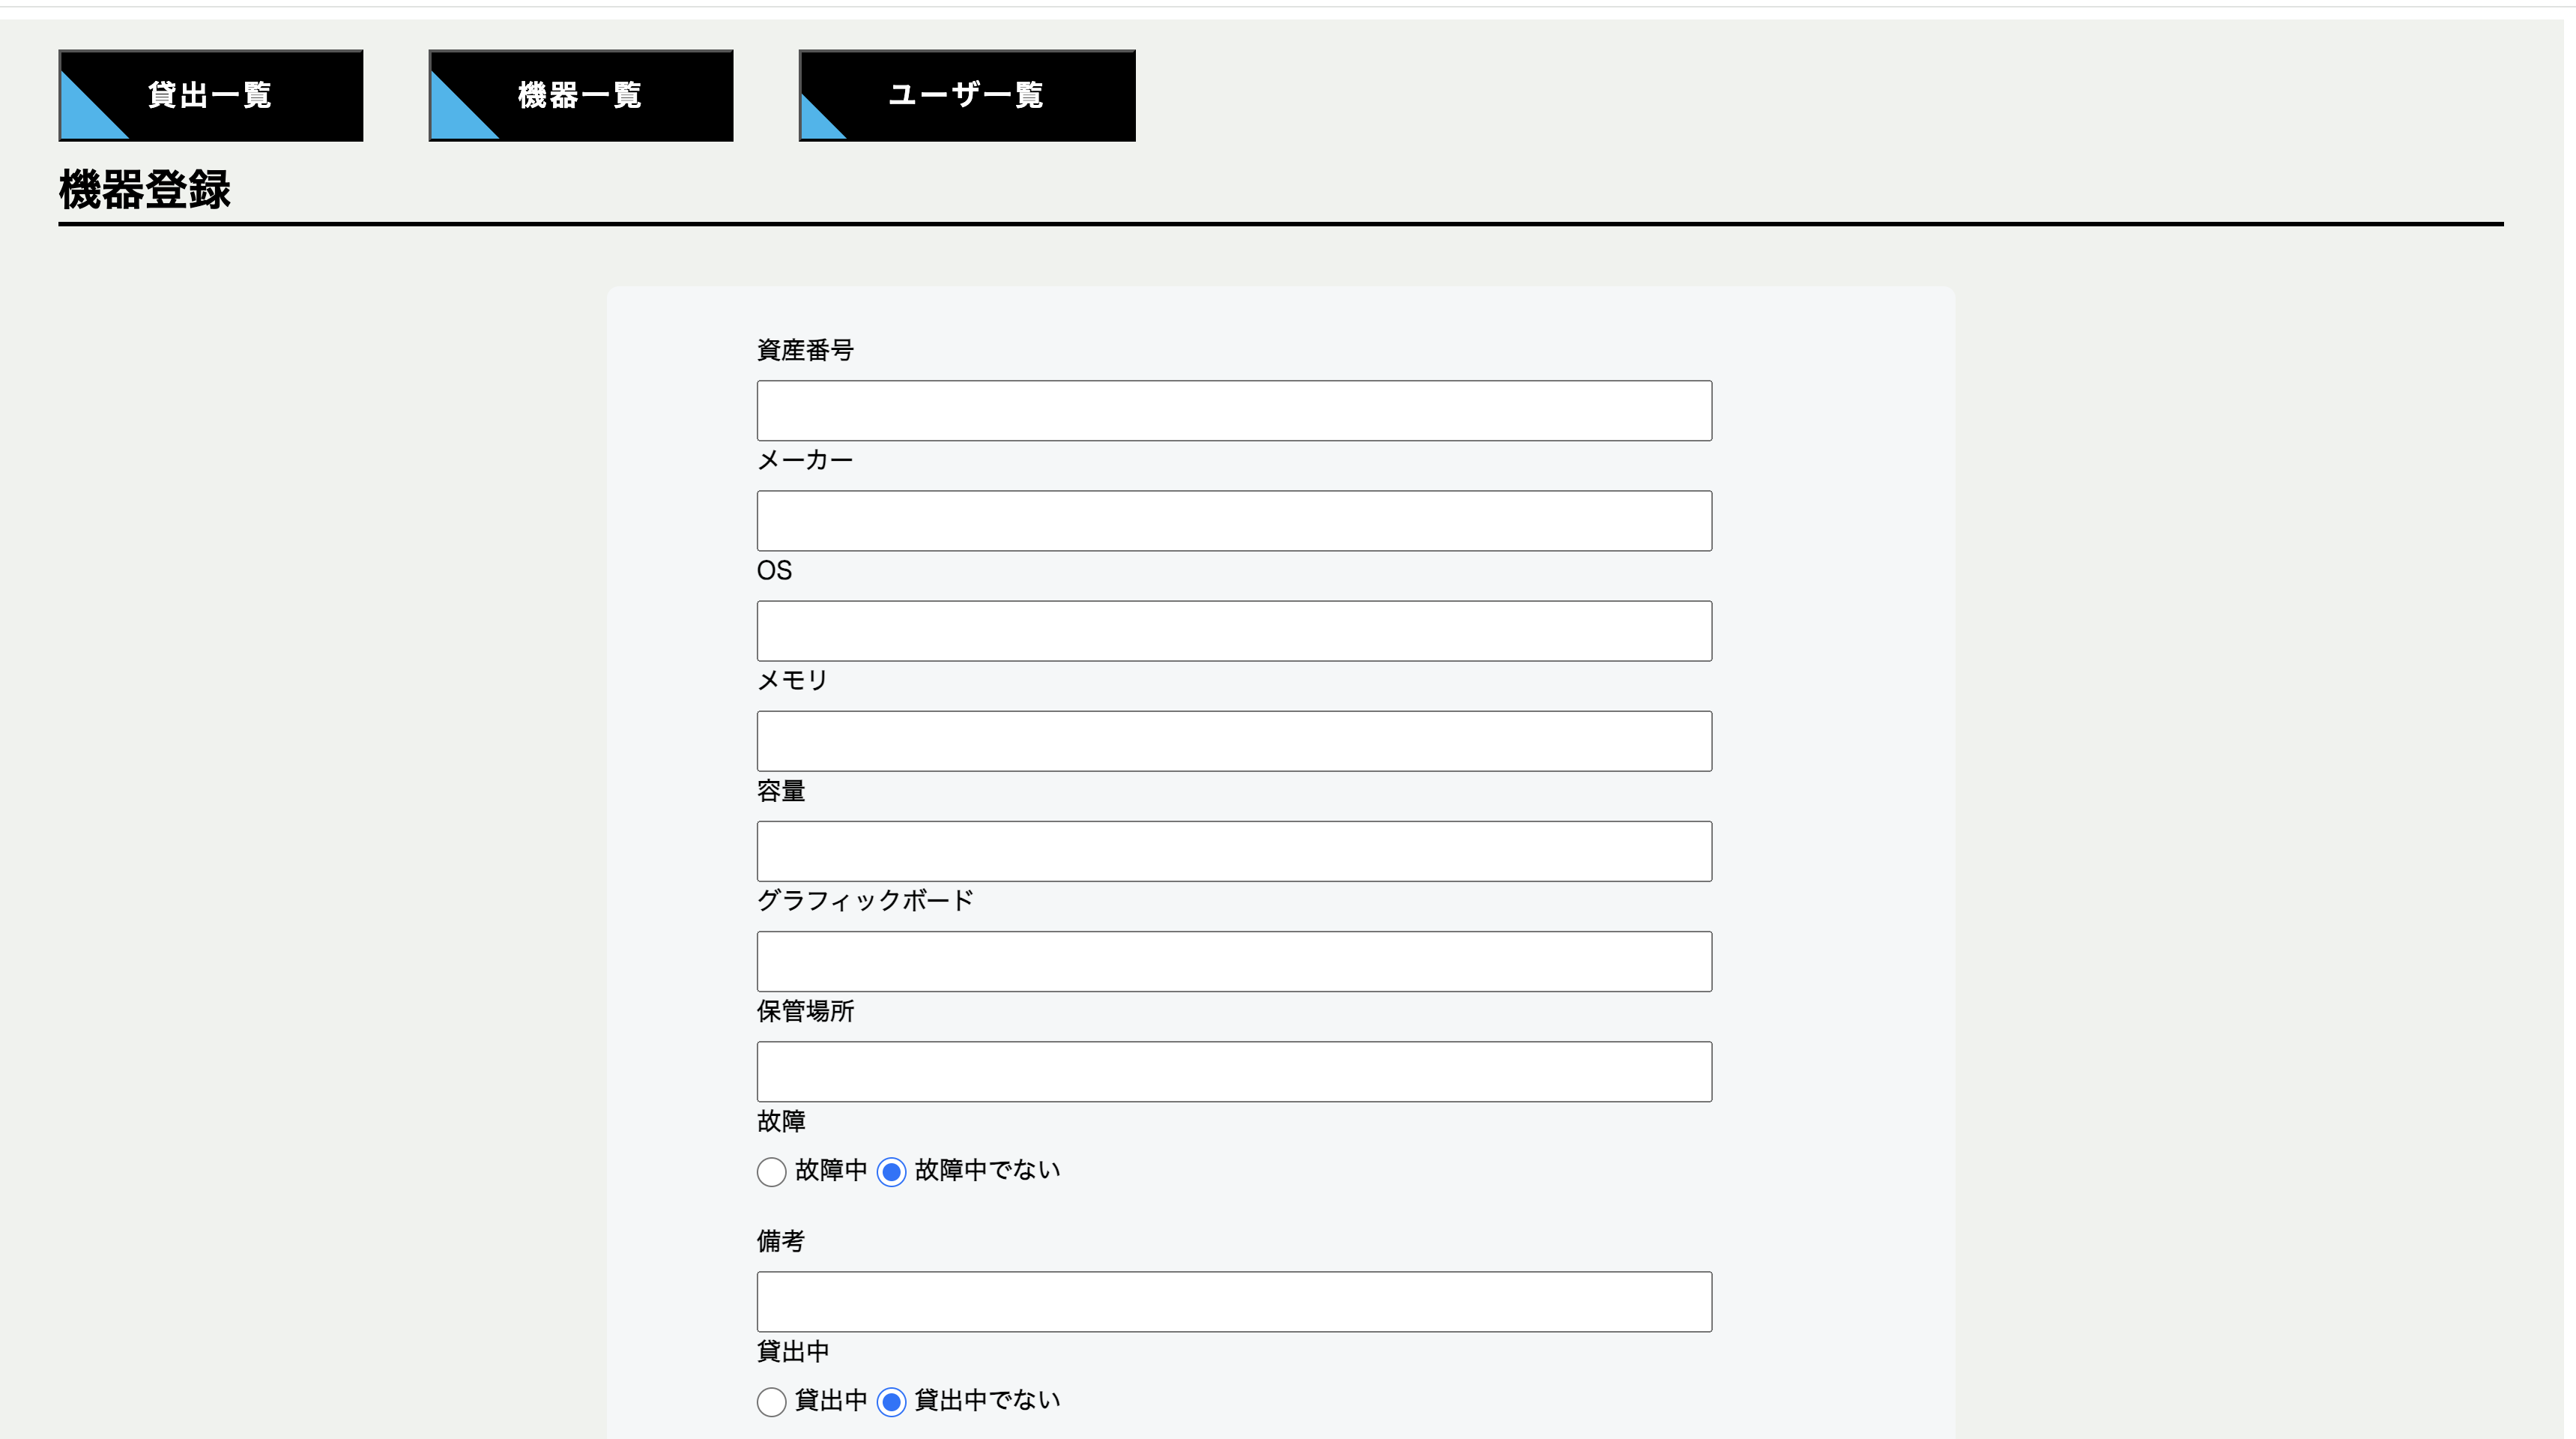 貸出一覧 機器一覧 ユーザ一覧
機器登録
資産番号
メーカー
OS
メモリ
容量
グラフィックボード
保管場所
故障
故障中 故障中でない
備考
貸出中
貸出中 貸出中でない